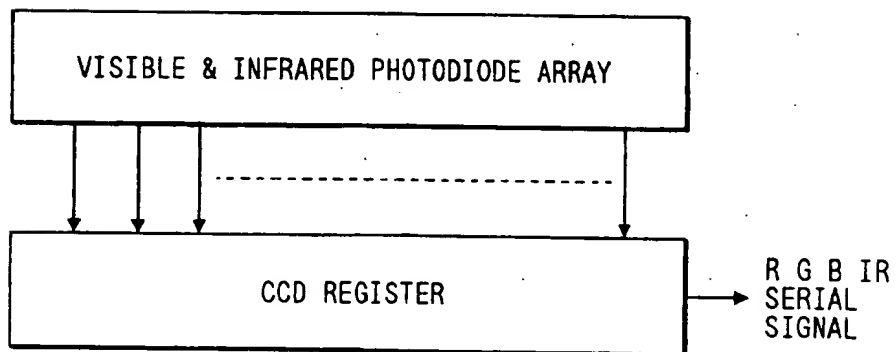 VISIBLE & INFRARED PHOTODIODE ARRAY
CCD REGISTER
R G B IR
SERIAL
SIGNAL